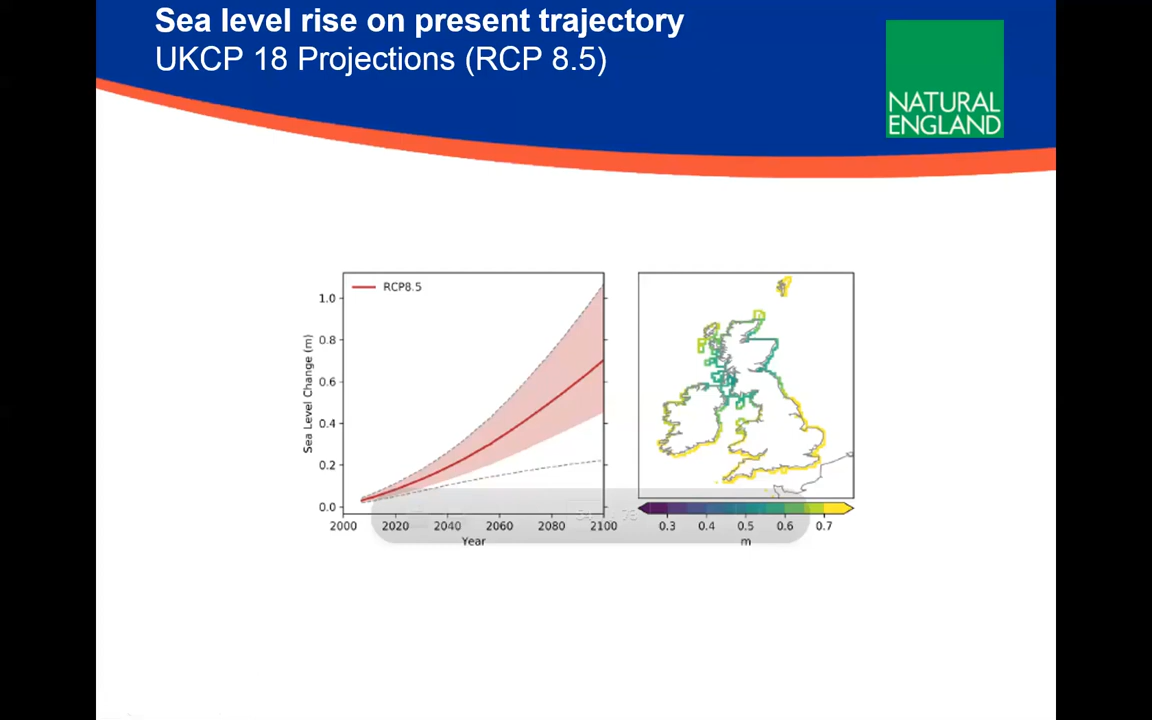 Sea level rise on present trajectory
UKCP 18 Projections (RCP 8.5)
NATURAL
ENGLAND
RCP8.5
1.0
0.8
0.6
0.4
0.2
0.0
Sea Level Change (m)
2000 2020 2040 2060 2080 2100
Year
0.3 0.4 0.5 0.6 0.7
m